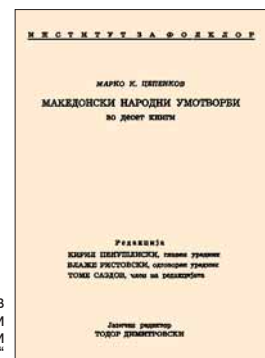 ИНСТИТУТ ЗА ФОЛКЛОР
МАРКО К. ЦЕПЕНКОВ
МАКЕДОНСКИ НАРОДНИ УМОТВОРБИ
во десет книги
Редакција
КИРИЛ ПЕНУШЛИСКИ, главен уредник
БЛАЖЕ РИСТОВСКИ, одговорен уредник
ТОМЕ САЗДОВ, член на редакцијата
Јазичен редактор
ТОДОР ДИМИТРОВСКИ
В
И
И
“